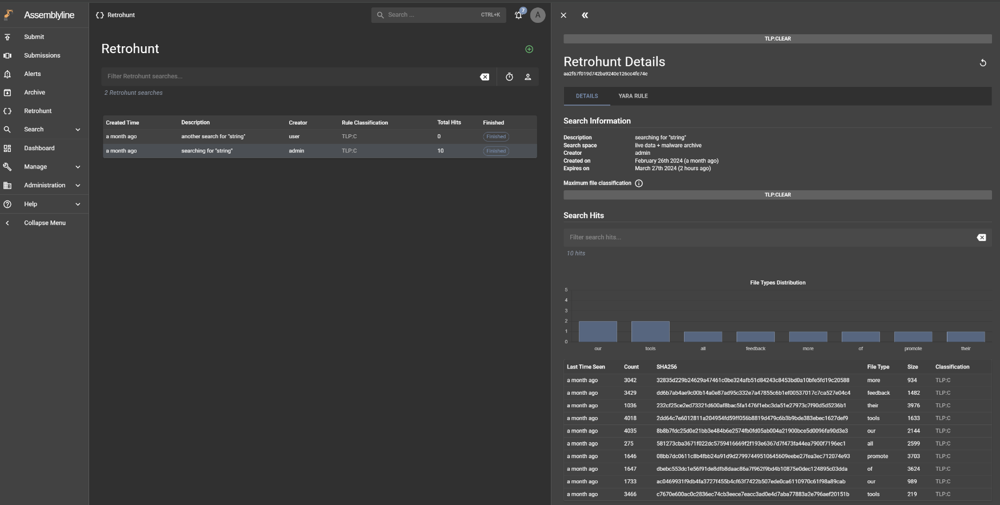 Assemblyline
Submit
Submissions
Alerts
Archive
Retrohunt
Search
Dashboard
Manage
Administration
Help
Collapse Menu
Retrohunt
Search ...
CTRL+K
7
A
Retrohunt
Filter Retrohunt searches...
2 Retrohunt searches
Created Time Description Creator Rule Classification Total Hits Finished
a month ago another search for "string" user TLP:C 0 Finished
a month ago searching for "string" admin TLP:C 10 Finished
TLP:CLEAR
Retrohunt Details
aa2f67f019d742ba9240e126cc4fe74e
DETAILS YARA RULE
Search Information
Description searching for "string"
Search space live data + malware archive
Creator admin
Created on February 26th 2024 (a month ago)
Expires on March 27th 2024 (2 hours ago)
Maximum file classification
TLP:CLEAR
Search Hits
Filter search hits...
10 hits
File Types Distribution
5
4
3
2
1
0
our tools all feedback more of promote their
Last Time Seen Count SHA256 File Type Size Classification
a month ago 3042 32835d229b24629a47461c0be324afb51d84243c8453bd0a10bfe5fd19c20588 more 934 TLP:C
a month ago 3429 dd6b7ab4ae9c00b14a0e87ad95c332e7a47855c6b1ef00537017c7ca527e04c4 feedback 1482 TLP:C
a month ago 1036 232cf25ce2ed73321d600af8bac5fa1476f1ebc3da51e27973c7f90d5d5236b1 their 3976 TLP:C
a month ago 4018 2dd64c7e6012811a204954fd59ff056b8819d479c6b3b9bde383ebec1627def9 tools 1633 TLP:C
a month ago 4035 8b8b7fdc25d0e21bb3e484b6e2574fb0fd05ab004a21900bce5d0096fa90d3e3 our 2144 TLP:C
a month ago 275 581273cba3671f022dc5759416669f2f193e6367d7f473fa44ea7900f7196ec1 all 2599 TLP:C
a month ago 1646 08bb7dc0611c8b4fbb24a91d9d27997449510645609eebe27fea3ec712074e93 promote 3703 TLP:C
a month ago 1647 dbebc553dc1e56f91de8dfb8daac86a7f962f9bd4b10875e0dec124895c03dda of 3624 TLP:C
a month ago 1733 ac0469931f9db4fa3727f455b4cf63f7422b507ede0ca6110970c61f98a89cab our 989 TLP:C
a month ago 3466 c7670e600ac0c2836ec74cb3eece7eacc3ad0e4d7aba77883a2e796aef20151b tools 219 TLP:C